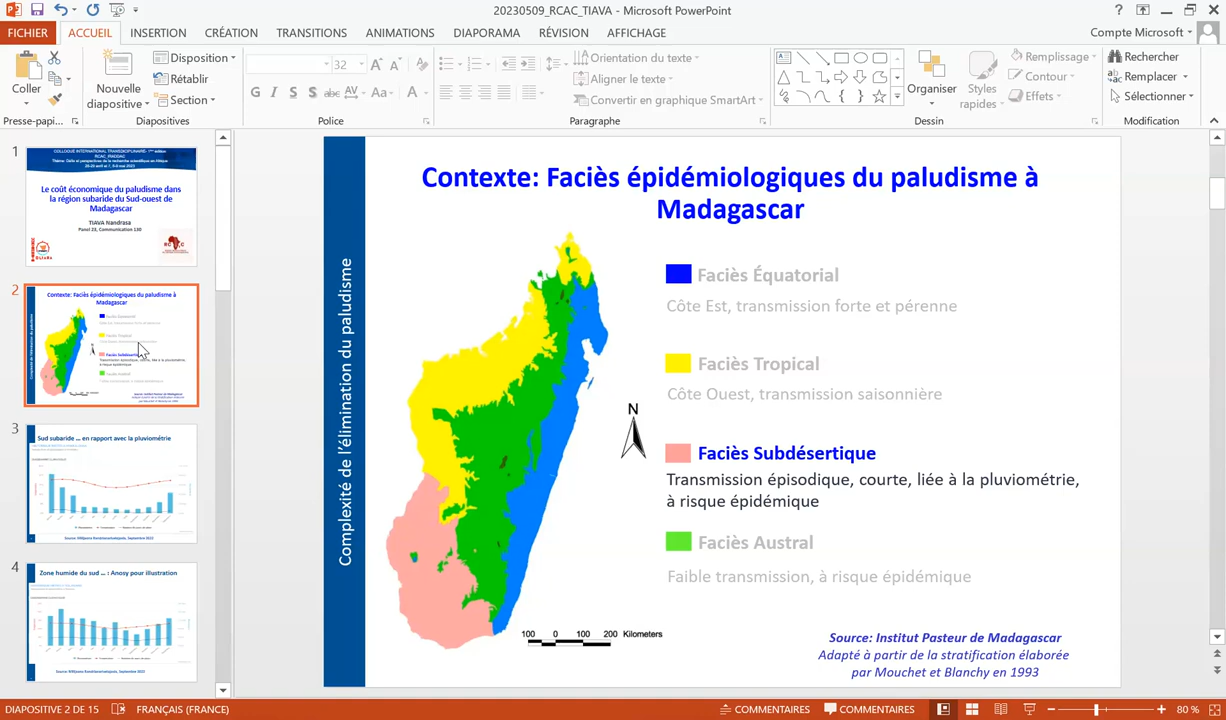 20230509_RCAC_TIAVA - Microsoft PowerPoint
FICHIER ACCUEIL INSERTION CRÉATION TRANSITIONS ANIMATIONS DIAPORAMA RÉVISION AFFICHAGE Compte Microsoft
Coller
Presse-papi...
Nouvelle
diapositive
Disposition
Rétablir
Section
Diapositives
32
G I S S abc AV Aa A
Police
Orientation du texte
Aligner le texte
Convertir en graphique SmartArt
Paragraphe
Organiser
Styles
rapides
Remplissage
Contour
Effets
Dessin
Rechercher
Remplacer
Sélectionner
Modification
1
COLLOQUE INTERNATIONAL TRANSDISCIPLINAIRE
Le coût économique du paludisme dans
la région subaride du Sud-ouest de
Madagascar
TIAVA Nandrasa
Panel 23, Communication 130
2
Contexte: Faciès épidémiologiques du paludisme à
Madagascar
3
Sud subaride ... en rapport avec la pluviométrie
4
Zone humide du sud ... : Anosy pour illustration
Complexité de l'élimination du paludisme
Contexte: Faciès épidémiologiques du paludisme à
Madagascar
Faciès Équatorial
Côte Est, transmission forte et pérenne
Faciès Tropical
Côte Ouest, transmission saisonnière
N
Faciès Subdésertique
Transmission épisodique, courte, liée à la pluviométrie,
à risque épidémique
Faciès Austral
Faible transmission, à risque épidémique
100 0 100 200 Kilometers
Source: Institut Pasteur de Madagascar
Adapté à partir de la stratification élaborée
par Mouchet et Blanchy en 1993
DIAPOSITIVE 2 DE 15 FRANÇAIS (FRANCE) COMMENTAIRES COMMENTAIRES 80 %